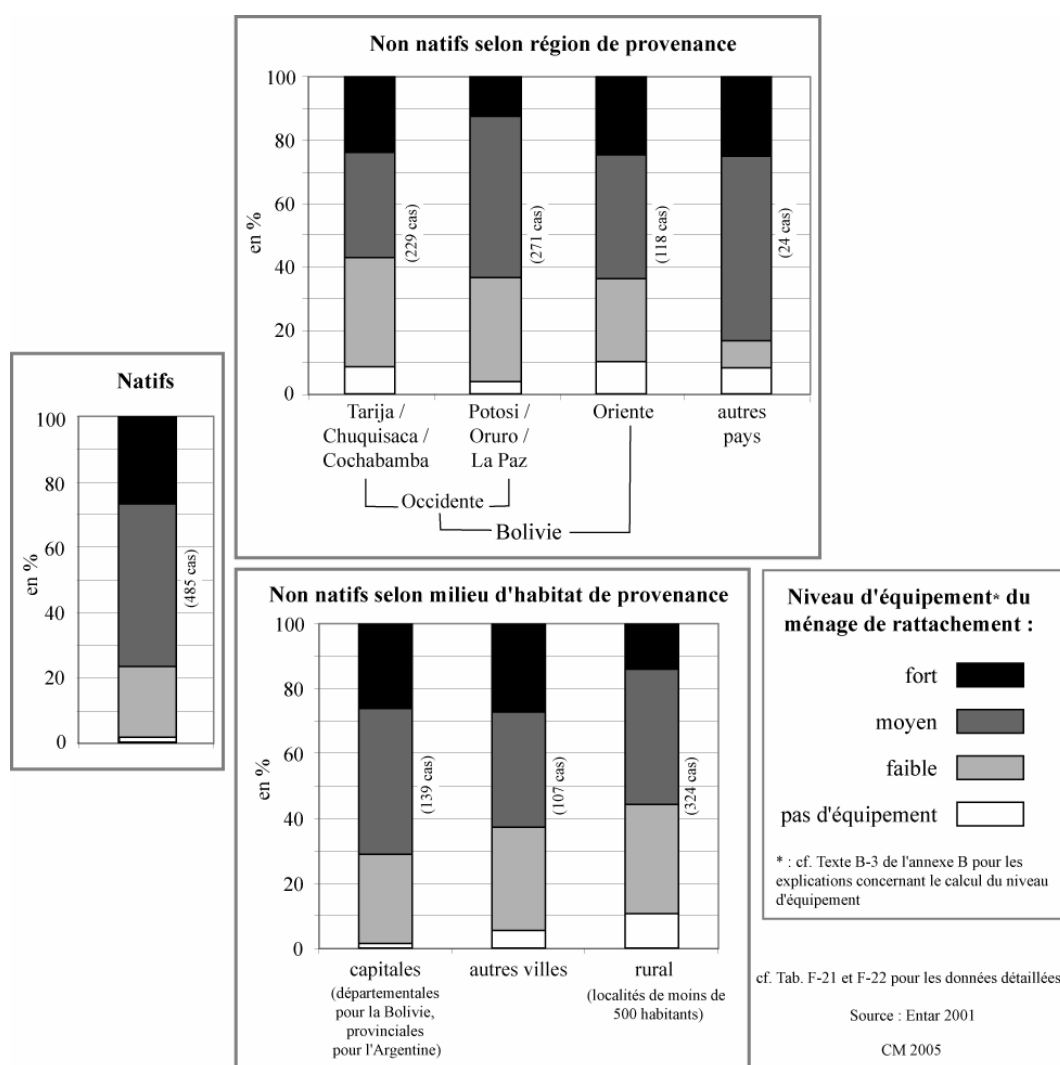 Non natifs selon région de provenance
100
80
60
40
20
0
en %
(229 cas)
(271 cas)
(118 cas)
(24 cas)
Tarija /
Chuquisaca /
Cochabamba
Potosi /
Oruro /
La Paz
Oriente
autres
pays
Occidente
Bolivie
Natifs
100
80
60
40
20
0
en %
(485 cas)
Non natifs selon milieu d'habitat de provenance
100
80
60
40
20
0
en %
(139 cas)
(107 cas)
(324 cas)
capitales
(départementales
pour la Bolivie,
provinciales
pour l'Argentine)
autres villes
rural
(localités de moins de
500 habitants)
Niveau d'équipement* du
ménage de rattachement :
fort
moyen
faible
pas d'équipement
* : cf. Texte B-3 de l'annexe B pour les
explications concernant le calcul du niveau
d'équipement
cf. Tab. F-21 et F-22 pour les données détaillées
Source : Entar 2001
CM 2005